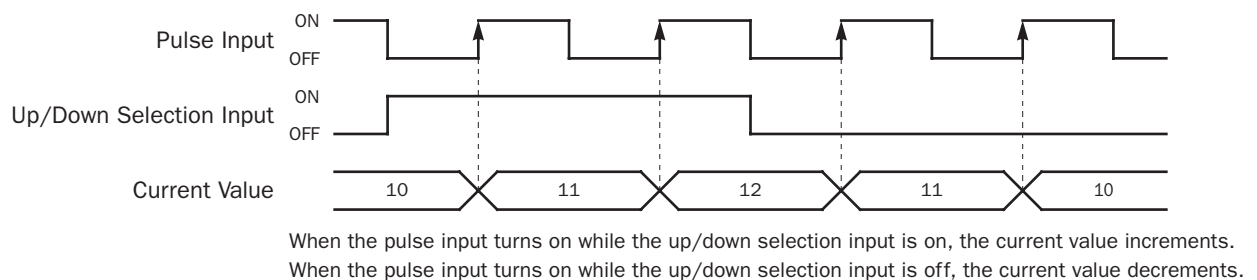 ON
Pulse Input
OFF
ON
Up/Down Selection Input
OFF
Current Value
10
11
12
11
10
When the pulse input turns on while the up/down selection input is on, the current value increments.
When the pulse input turns on while the up/down selection input is off, the current value decrements.